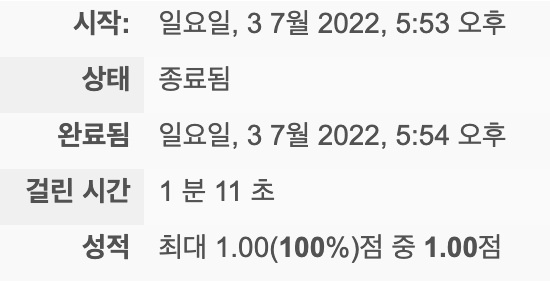 시작: 일요일, 3 7월 2022, 5:53 오후
상태 종료됨
완료됨 일요일, 3 7월 2022, 5:54 오후
걸린 시간 1 분 11 초
성적 최대 1.00(100%)점 중 1.00점